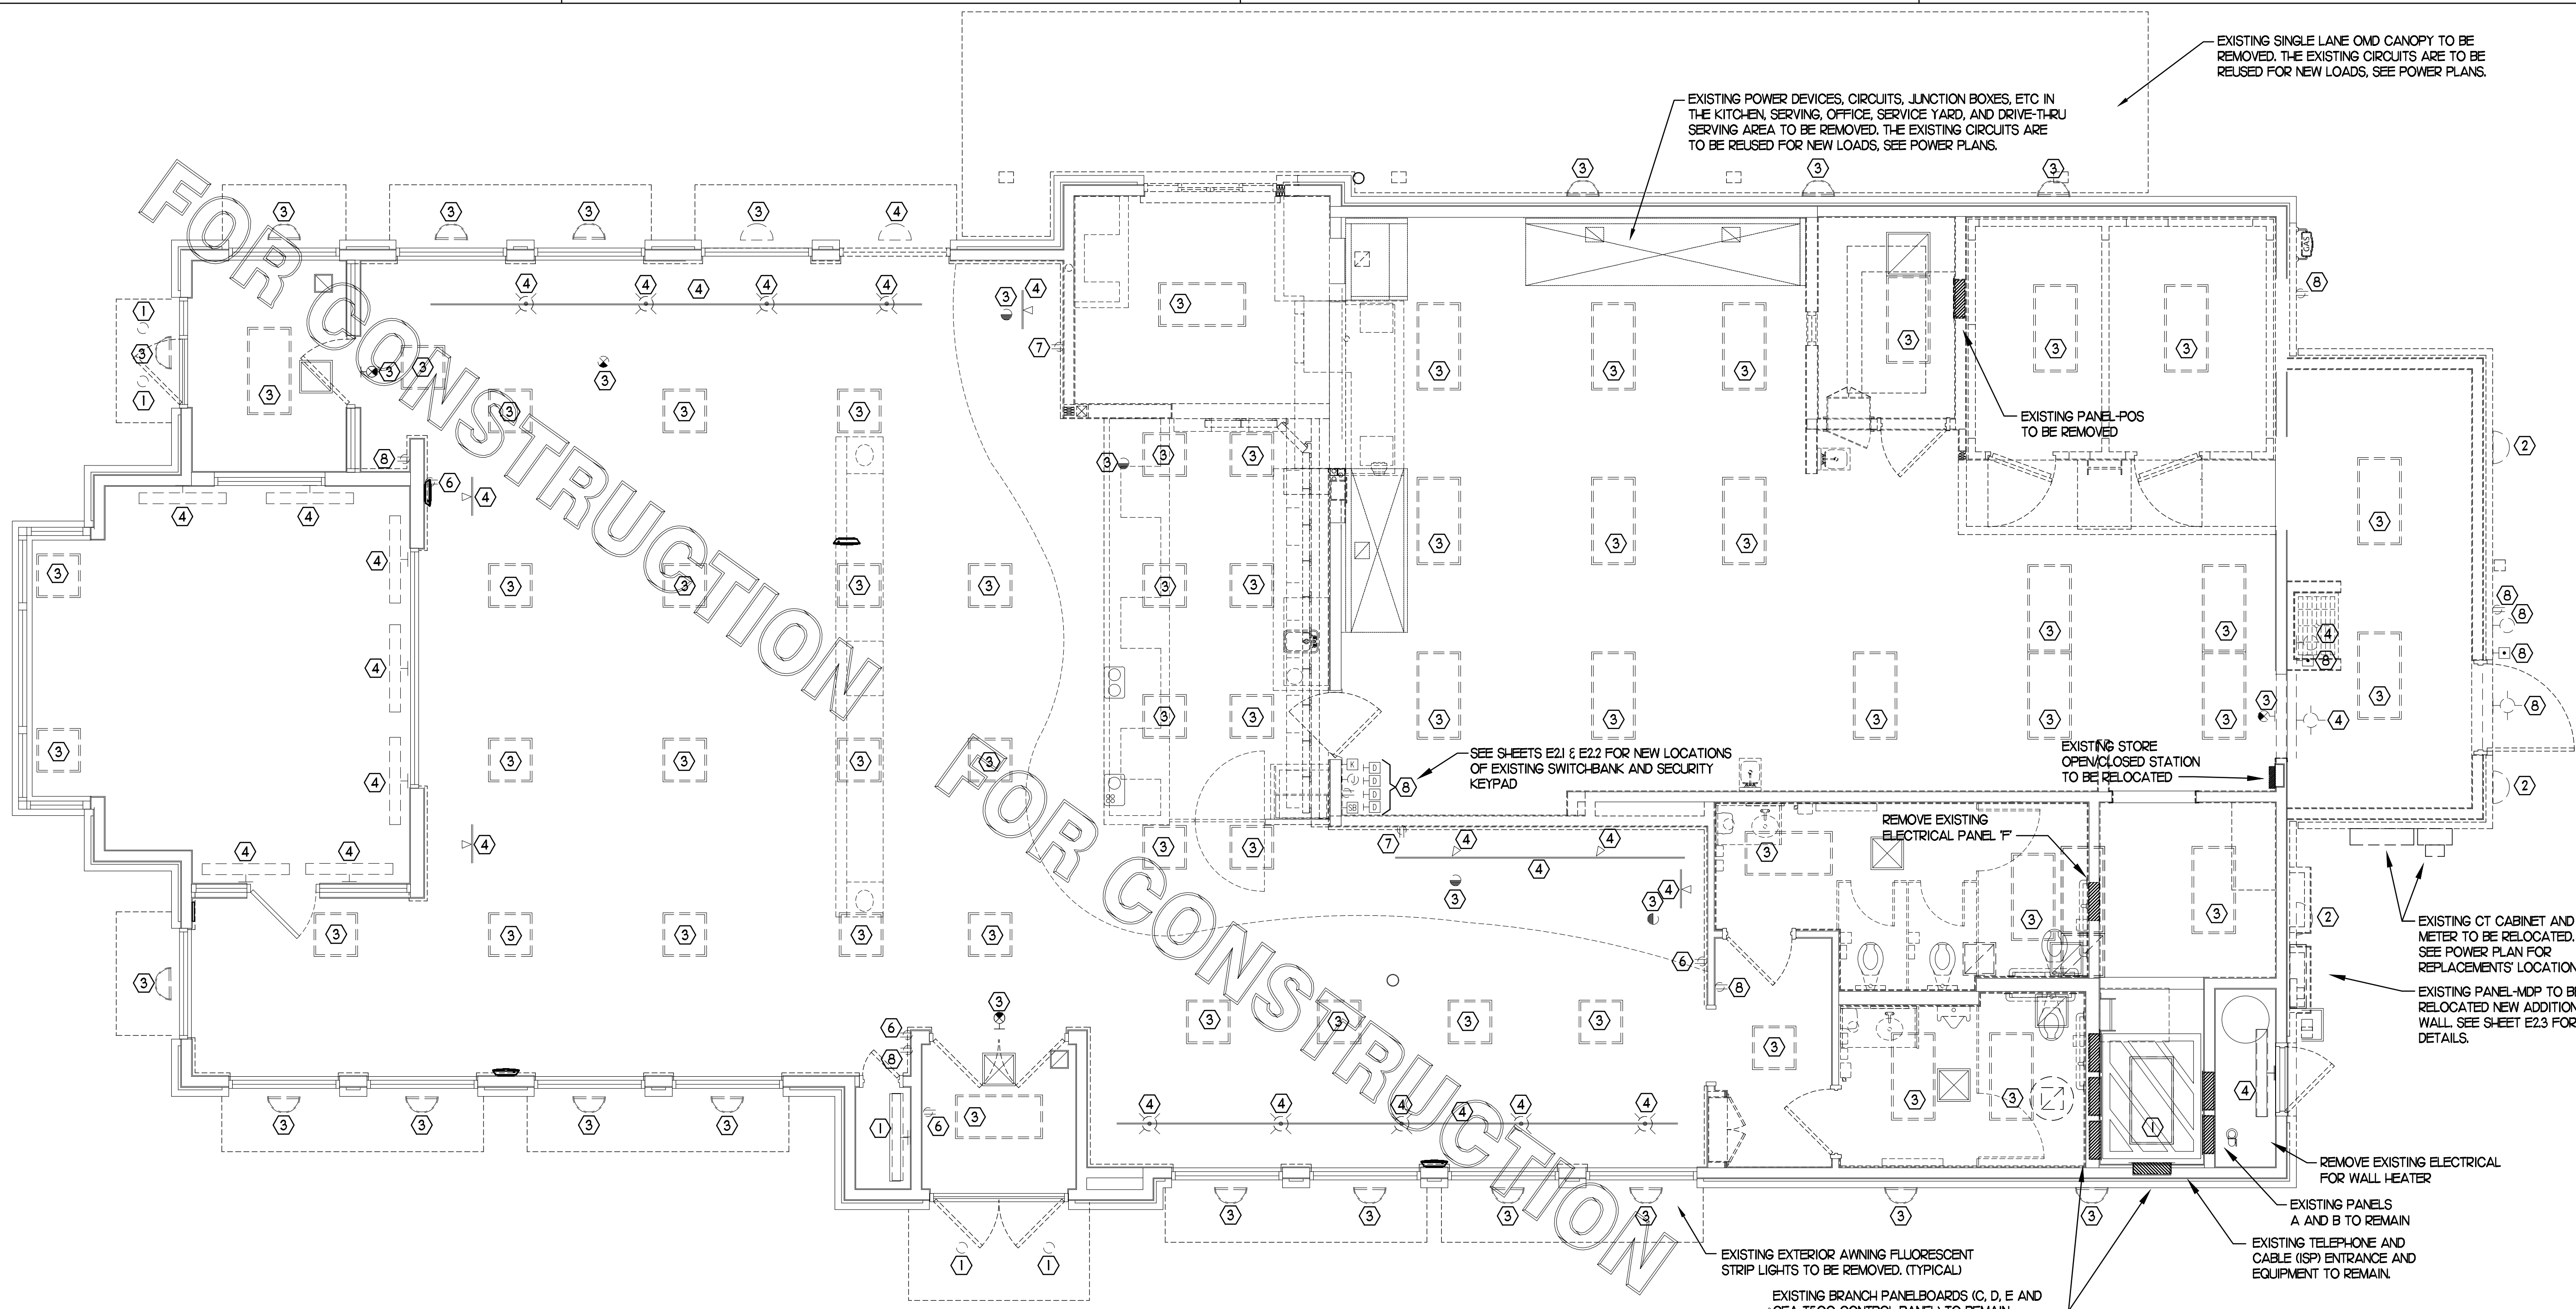 EXISTING SINGLE LANE OMD CANOPY TO BE
REMOVED. THE EXISTING CIRCUITS ARE TO BE
REUSED FOR NEW LOADS, SEE POWER PLANS.
EXISTING POWER DEVICES, CIRCUITS, JUNCTION BOXES, ETC IN
THE KITCHEN, SERVING, OFFICE, SERVICE YARD, AND DRIVE-THRU
SERVING AREA TO BE REMOVED. THE EXISTING CIRCUITS ARE
TO BE REUSED FOR NEW LOADS, SEE POWER PLANS.
FOR CONSTRUCTION
GAS
EXISTING PANEL-POS
TO BE REMOVED
SEE SHEETS E2.1 & E2.2 FOR NEW LOCATIONS
OF EXISTING SWITCHBANK AND SECURITY
KEYPAD
K
J
SB
D
D
D
D
8
EXISTING STORE
OPEN/CLOSED STATION
TO BE RELOCATED
FOR CONSTRUCTION
REMOVE EXISTING
ELECTRICAL PANEL 'F'
EXISTING CT CABINET AND
METER TO BE RELOCATED.
SEE POWER PLAN FOR
REPLACEMENTS' LOCATION
EXISTING PANEL-MDP TO BE
RELOCATED NEW ADDITION
WALL. SEE SHEET E2.3 FOR
DETAILS.
REMOVE EXISTING ELECTRICAL
FOR WALL HEATER
EXISTING PANELS
A AND B TO REMAIN
EXISTING TELEPHONE AND
CABLE (ISP) ENTRANCE AND
EQUIPMENT TO REMAIN.
EXISTING EXTERIOR AWNING FLUORESCENT
STRIP LIGHTS TO BE REMOVED. (TYPICAL)
EXISTING BRANCH PANELBOARDS (C, D, E AND